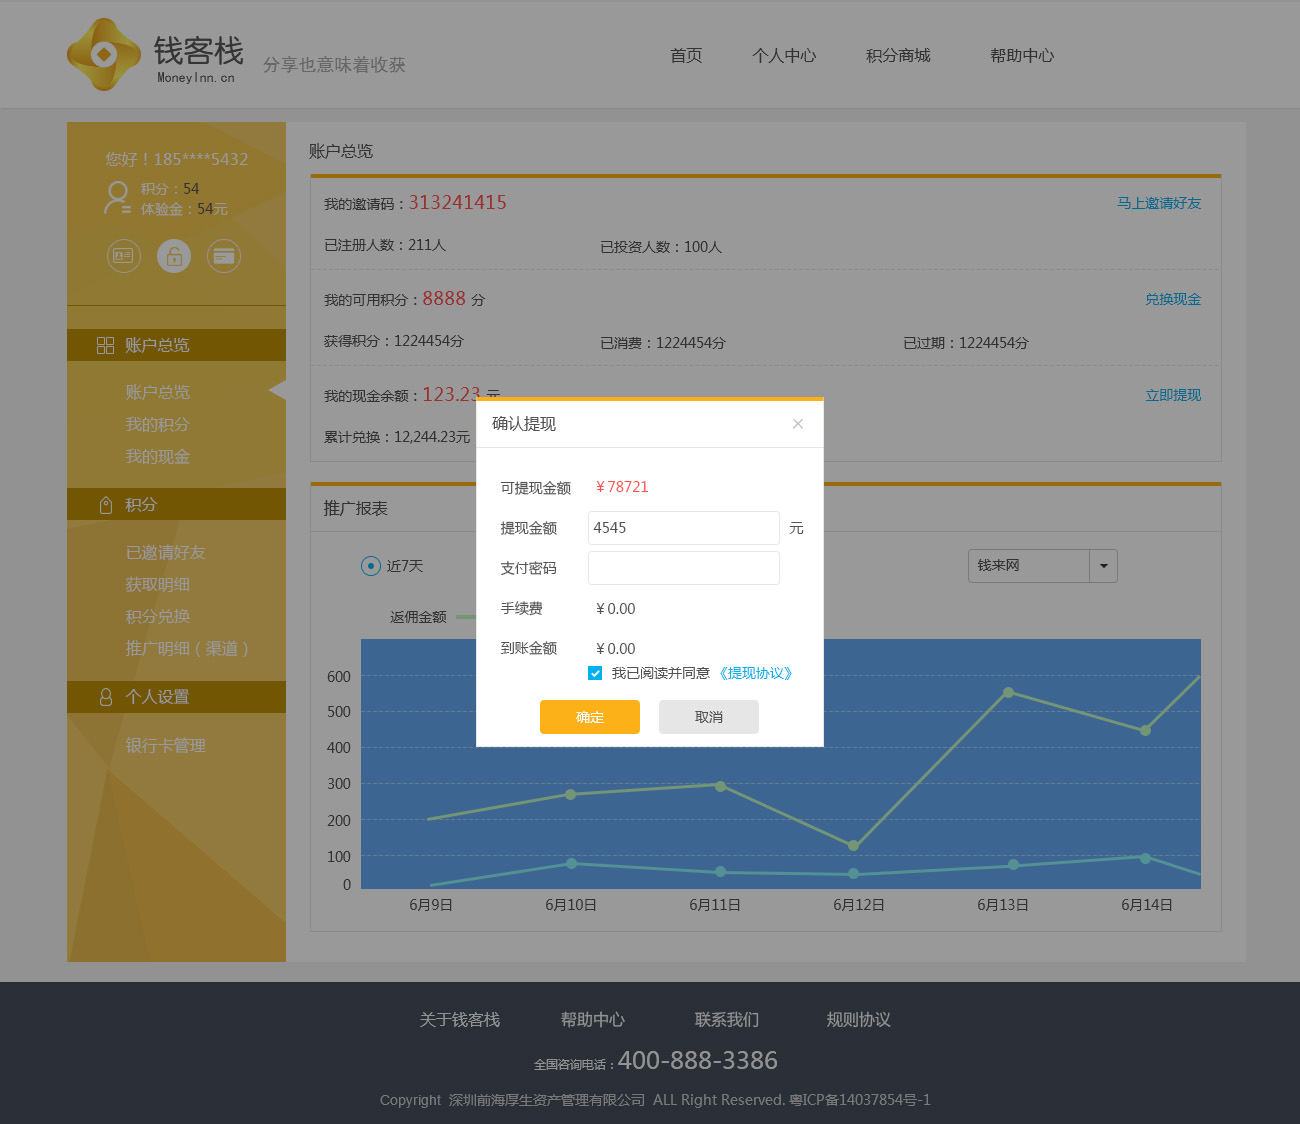 钱客栈
MoneyInn.cn
分享也意味着收获
首页 个人中心 积分商城 帮助中心
您好！185****5432
积分：54
体验金：54元
账户总览
账户总览
我的积分
我的现金
积分
已邀请好友
获取明细
积分兑换
推广明细（渠道）
个人设置
银行卡管理
账户总览
我的邀请码：313241415 马上邀请好友
已注册人数：211人 已投资人数：100人
我的可用积分：8888 分 兑换现金
获得积分：1224454分 已消费：1224454分 已过期：1224454分
我的现金余额：123.23 元 立即提现
累计兑换：12,244.23元
推广报表
近7天 钱来网
返佣金额
600
500
400
300
200
100
0
6月9日 6月10日 6月11日 6月12日 6月13日 6月14日
确认提现 ×
可提现金额 ¥78721
提现金额 4545 元
支付密码
手续费 ¥0.00
到账金额 ¥0.00
我已阅读并同意 《提现协议》
确定 取消
关于钱客栈 帮助中心 联系我们 规则协议
全国咨询电话：400-888-3386
Copyright 深圳前海厚生资产管理有限公司 ALL Right Reserved. 粤ICP备14037854号-1